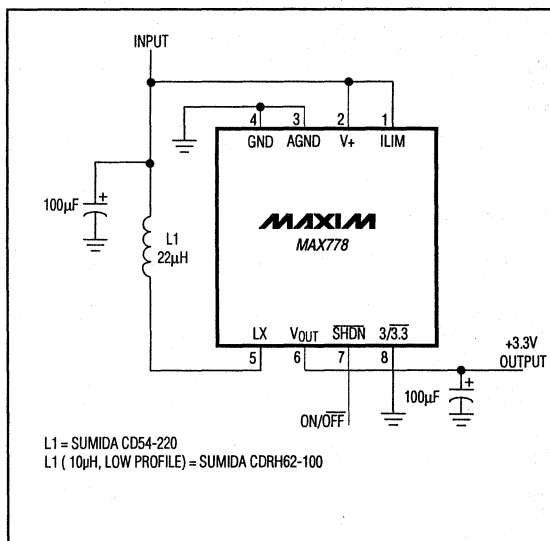 INPUT
4 3 2 1
GND AGND V+ ILIM
100µF
+
L1
22µH
MAXIM
MAX778
LX VOUT SHDN 3/3.3
5 6 7 8
+3.3V
OUTPUT
100µF
+
ON/OFF
L1 = SUMIDA CD54-220
L1 ( 10µH, LOW PROFILE) = SUMIDA CDRH62-100